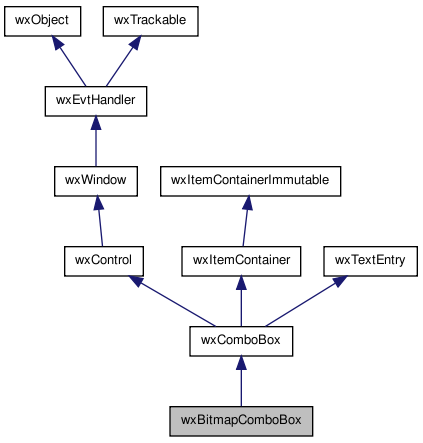 wxObject
wxTrackable
wxEvtHandler
wxWindow
wxItemContainerImmutable
wxControl
wxItemContainer
wxTextEntry
wxComboBox
wxBitmapComboBox